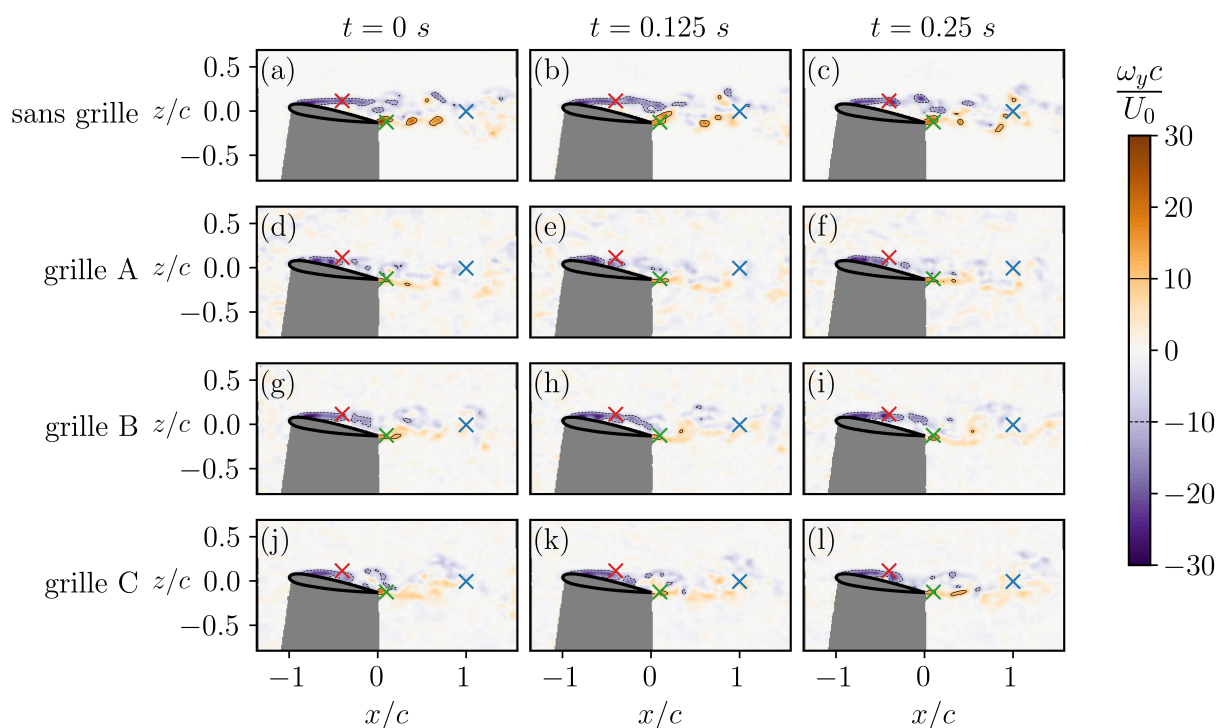 t = 0 s t = 0.125 s t = 0.25 s
sans grille z/c 0.5 0.0 −0.5 (a) (b) (c)
grille A z/c 0.5 0.0 −0.5 (d) (e) (f)
grille B z/c 0.5 0.0 −0.5 (g) (h) (i)
grille C z/c 0.5 0.0 −0.5 (j) (k) (l)
−1 0 1 −1 0 1 −1 0 1
x/c x/c x/c
ω_y c
U_0
30
20
10
0
−10
−20
−30